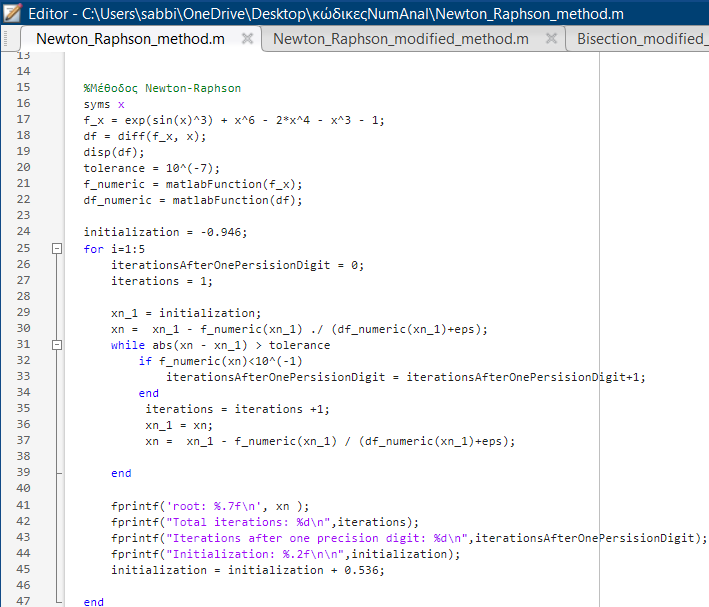 Editor - C:\Users\sabbi\OneDrive\Desktop\κώδικεςNumAnal\Newton_Raphson_method.m
Newton_Raphson_method.m × Newton_Raphson_modified_method.m × Bisection_modified_
13
14
15 %Μέθοδος Newton-Raphson
16 syms x
17 f_x = exp(sin(x)^3) + x^6 - 2*x^4 - x^3 - 1;
18 df = diff(f_x, x);
19 disp(df);
20 tolerance = 10^(-7);
21 f_numeric = matlabFunction(f_x);
22 df_numeric = matlabFunction(df);
23
24 initialization = -0.946;
25 for i=1:5
26 iterationsAfterOnePersisionDigit = 0;
27 iterations = 1;
28
29 xn_1 = initialization;
30 xn =  xn_1 - f_numeric(xn_1) ./ (df_numeric(xn_1)+eps);
31 while abs(xn - xn_1) > tolerance
32 if f_numeric(xn)<10^(-1)
33 iterationsAfterOnePersisionDigit = iterationsAfterOnePersisionDigit+1;
34 end
35 iterations = iterations +1;
36 xn_1 = xn;
37 xn =  xn_1 - f_numeric(xn_1) / (df_numeric(xn_1)+eps);
38
39 end
40
41 fprintf('root: %.7f\n', xn );
42 fprintf("Total iterations: %d\n",iterations);
43 fprintf("Iterations after one precision digit: %d\n",iterationsAfterOnePersisionDigit);
44 fprintf("Initialization: %.2f\n\n",initialization);
45 initialization = initialization + 0.536;
46
47 end